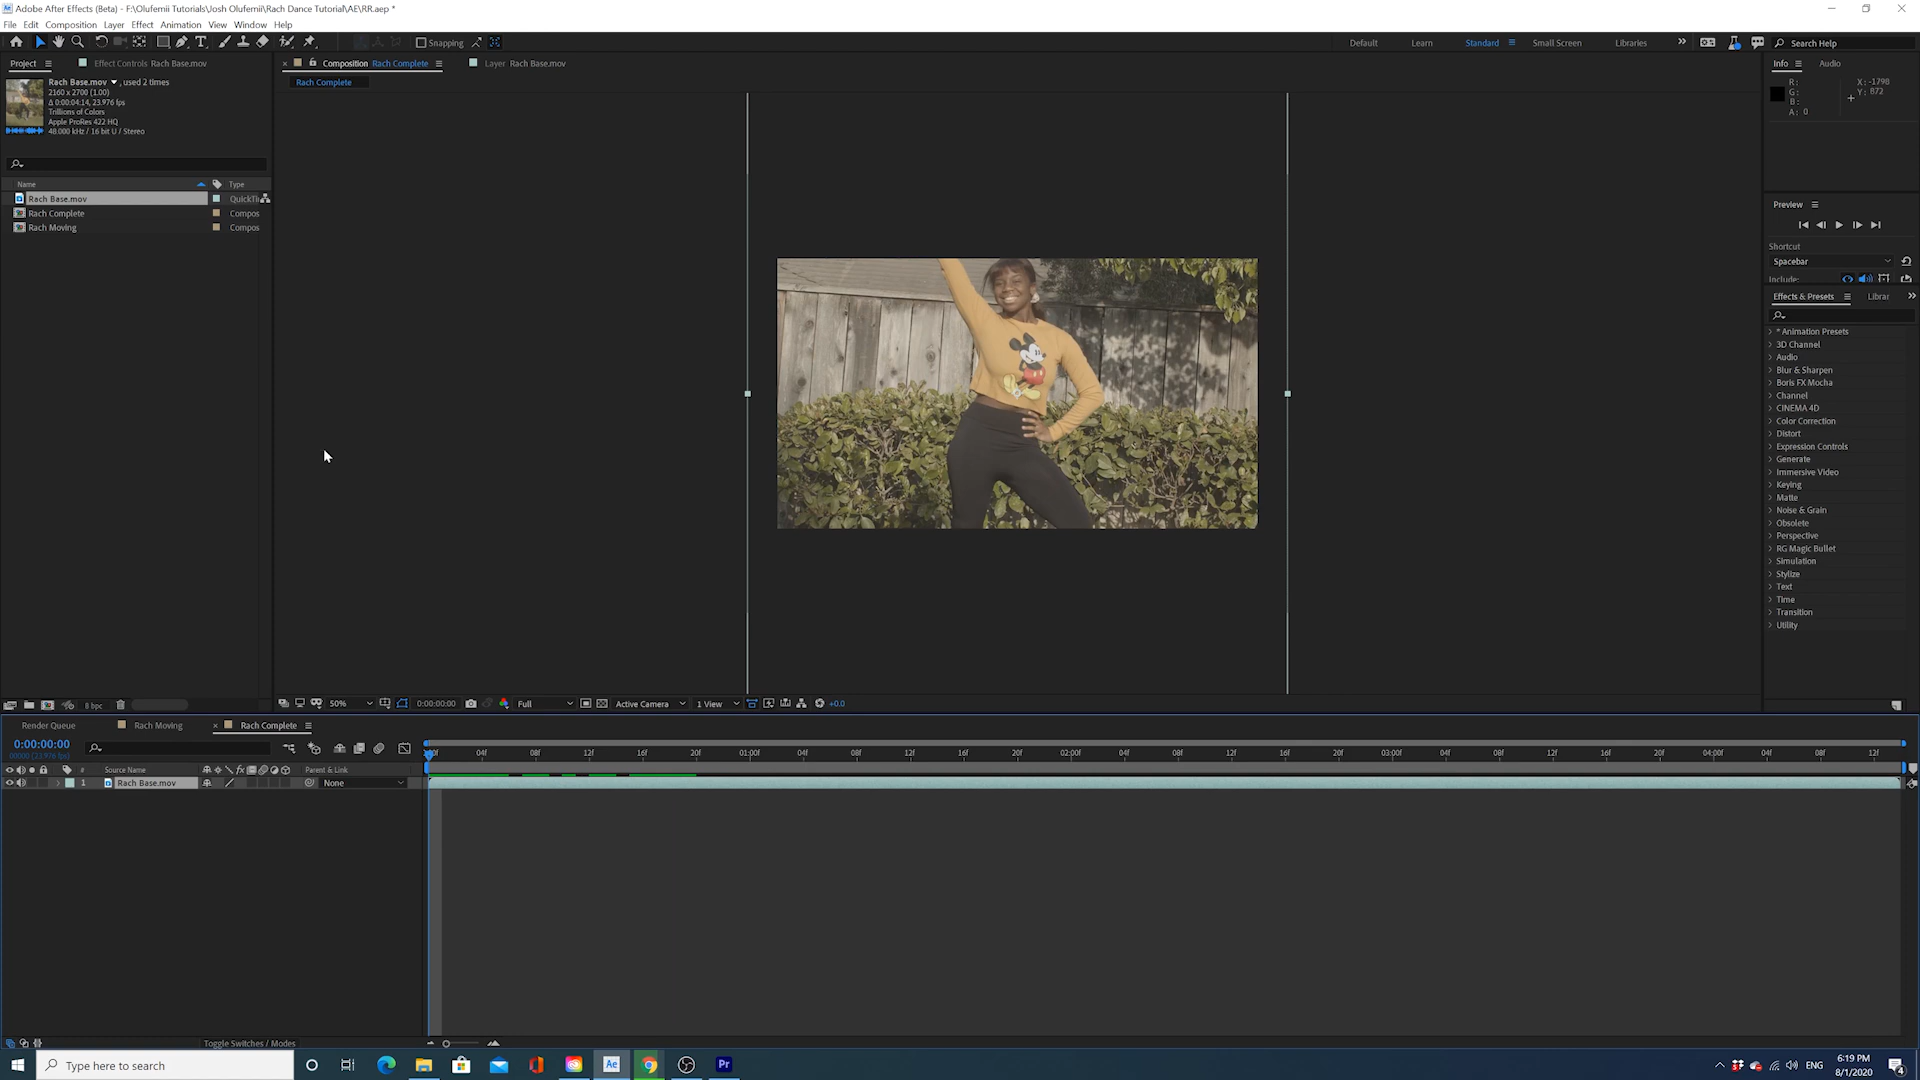 Adobe After Effects (Beta) - F:\Olufemii Tutorials\Josh Olufemii\Rach Dance Tutorial\AE\RR.aep *
File Edit Composition Layer Effect Animation View Window Help
Snapping
Default Learn Standard Small Screen Libraries Search Help
Project Effect Controls Rach Base.mov
Composition Rach Complete Layer Rach Base.mov
Rach Complete
Rach Base.mov , used 2 times
2160 x 2700 (1.00)
Δ 0:00:04:14, 23.976 fps
Trillions of Colors
Apple ProRes 422 HQ
48.000 kHz / 16 bit U / Stereo
Name Type
Rach Base.mov QuickTi
Rach Complete Compos
Rach Moving Compos
8 bpc
Info Audio
R: X: -1798
G: Y: 872
B:
A: 0
Preview
Shortcut
Spacebar
Include:
Effects & Presets Librar
* Animation Presets
3D Channel
Audio
Blur & Sharpen
Boris FX Mocha
Channel
CINEMA 4D
Color Correction
Distort
Expression Controls
Generate
Immersive Video
Keying
Matte
Noise & Grain
Obsolete
Perspective
RG Magic Bullet
Simulation
Stylize
Text
Time
Transition
Utility
50% 0:00:00:00 Full Active Camera 1 View +0.0
Render Queue Rach Moving Rach Complete
0:00:00:00
00000 (23.976 fps)
04f 08f 12f 16f 20f 01:00f 04f 08f 12f 16f 20f 02:00f 04f 08f 12f 16f 20f 03:00f 04f 08f 12f 16f 20f 04:00f 04f 08f 12f
# Source Name Parent & Link
1 Rach Base.mov None
Toggle Switches / Modes
Type here to search
Ae
Pr
ENG
6:19 PM
8/1/2020
4